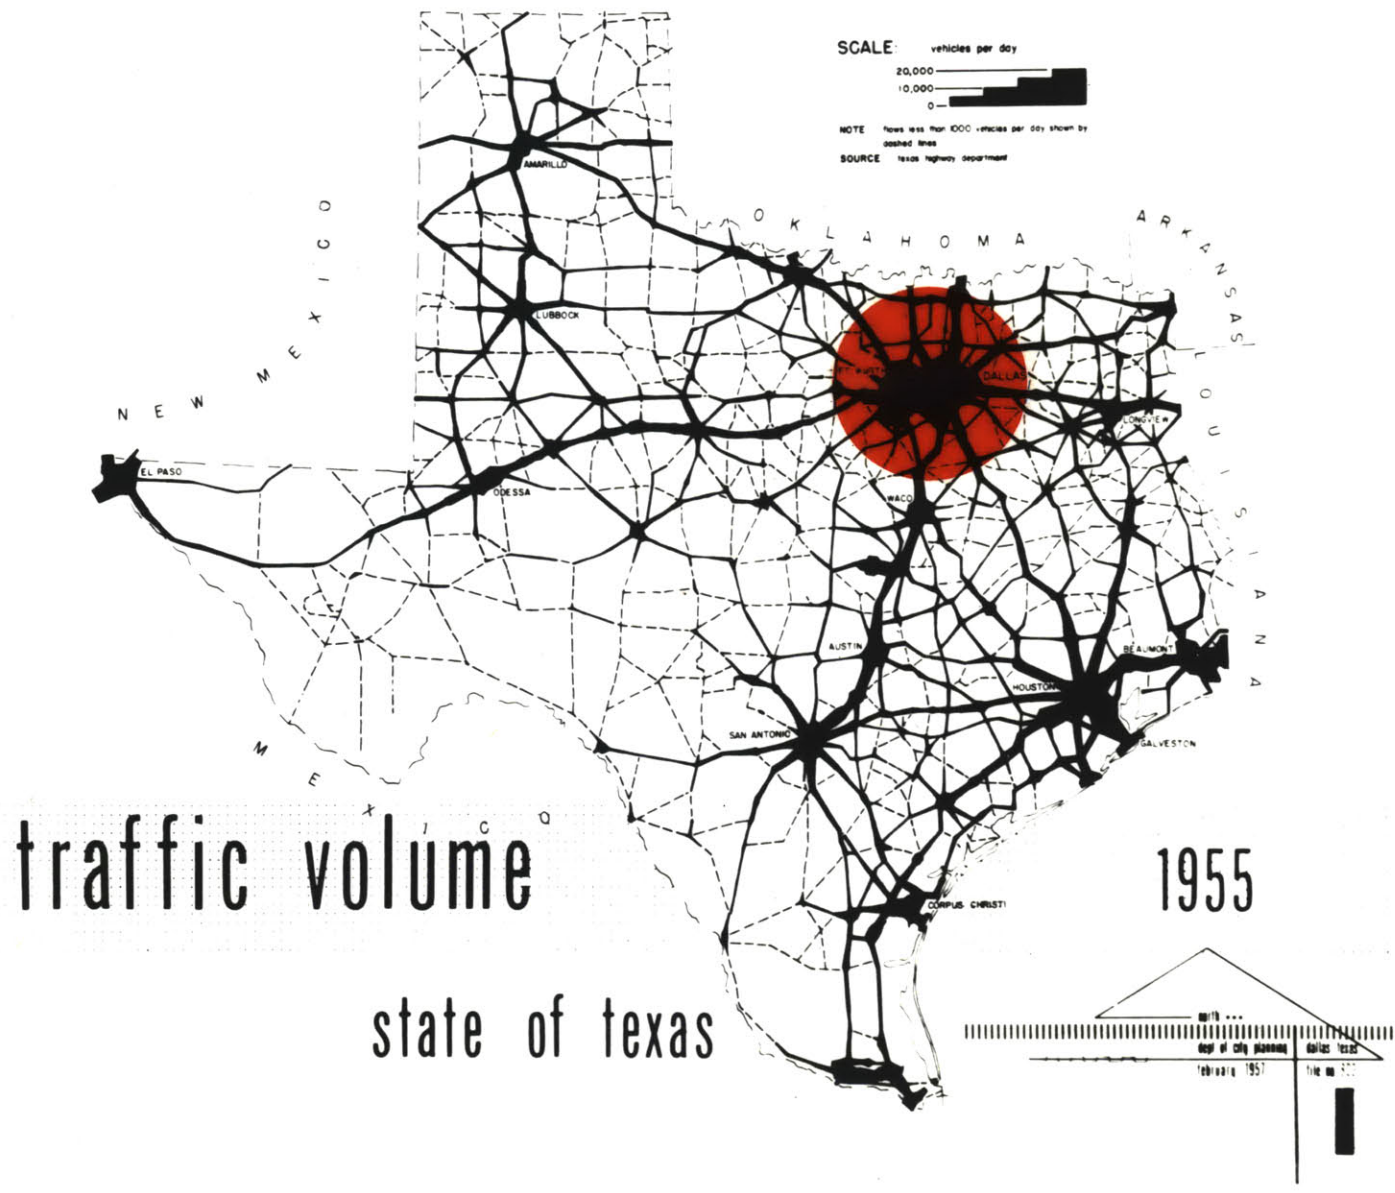 SCALE: vehicles per day
20,000
10,000
0
NOTE flows less than 1000 vehicles per day shown by
dashed lines
SOURCE texas highway department
OKLAHOMA
ARKANSAS
LOUISIANA
NEW MEXICO
MEXICO
AMARILLO
LUBBOCK
FT WORTH
DALLAS
LONGVIEW
EL PASO
ODESSA
WACO
AUSTIN
BEAUMONT
HOUSTON
SAN ANTONIO
GALVESTON
CORPUS CHRISTI
traffic volume
1955
state of texas
north ...
dept of city planning dallas texas
february 1957 file no